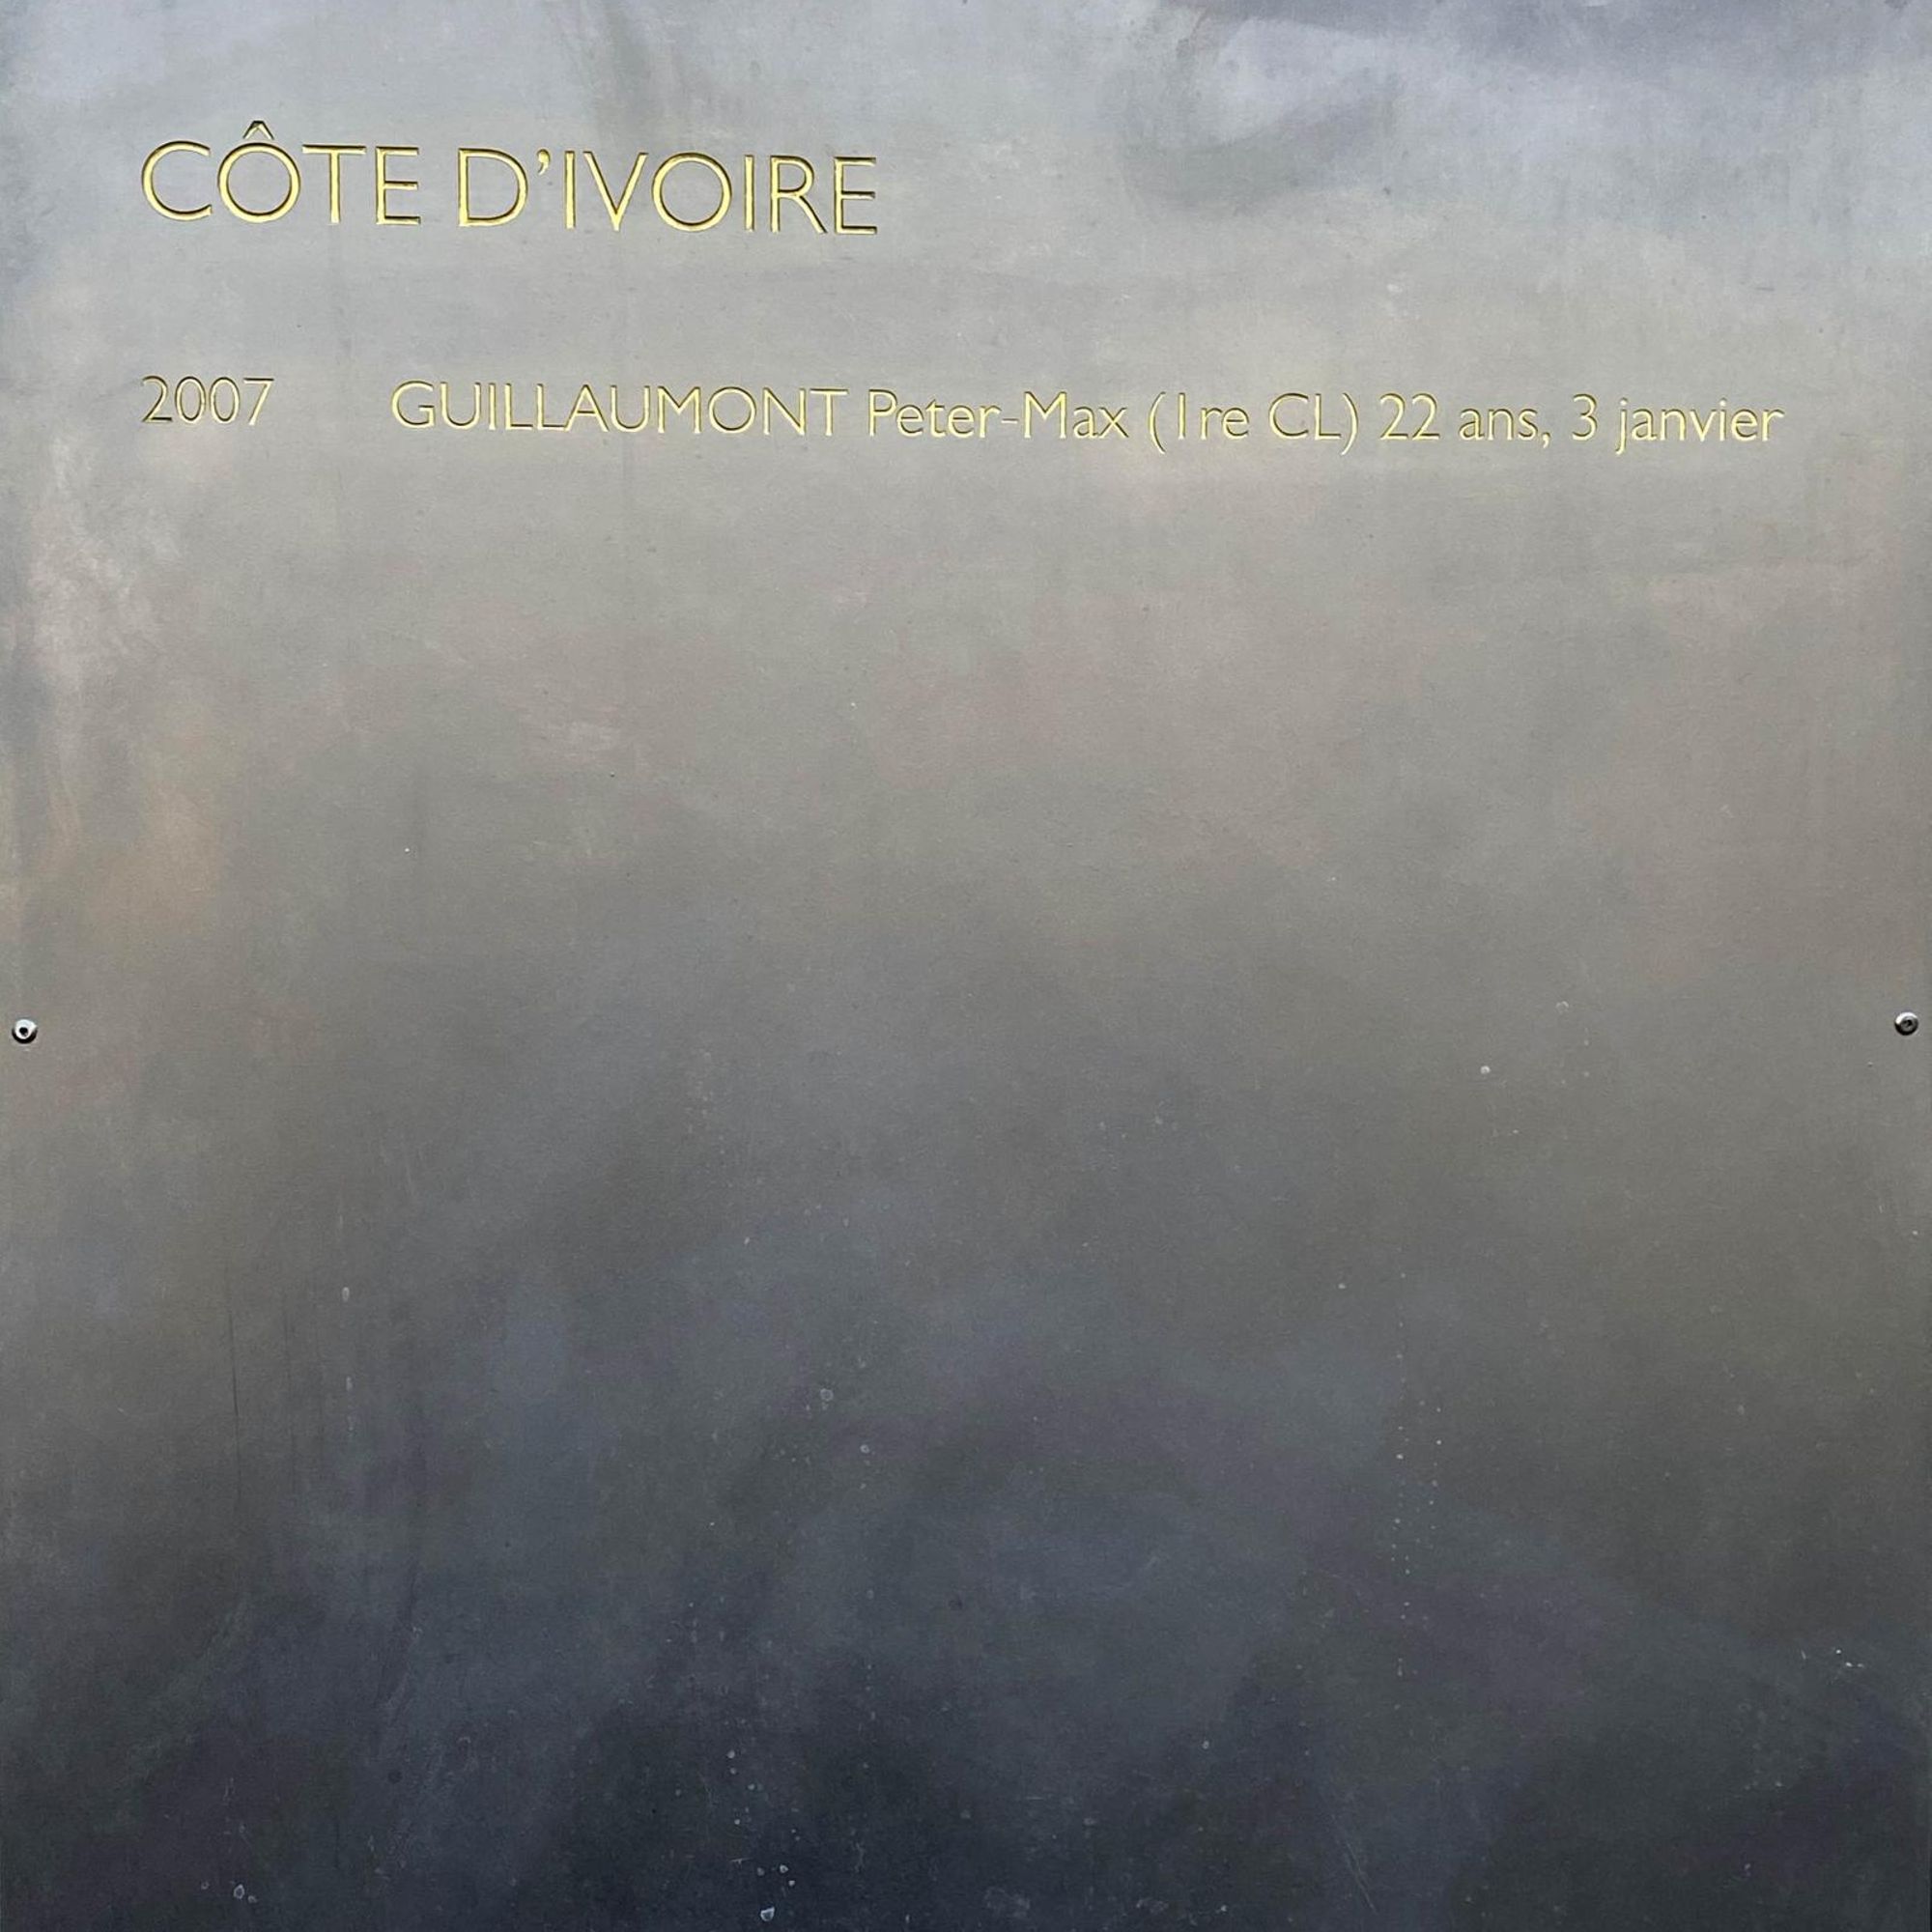 CÔTE D’IVOIRE
2007 GUILLAUMONT Peter-Max (1re CL) 22 ans, 3 janvier